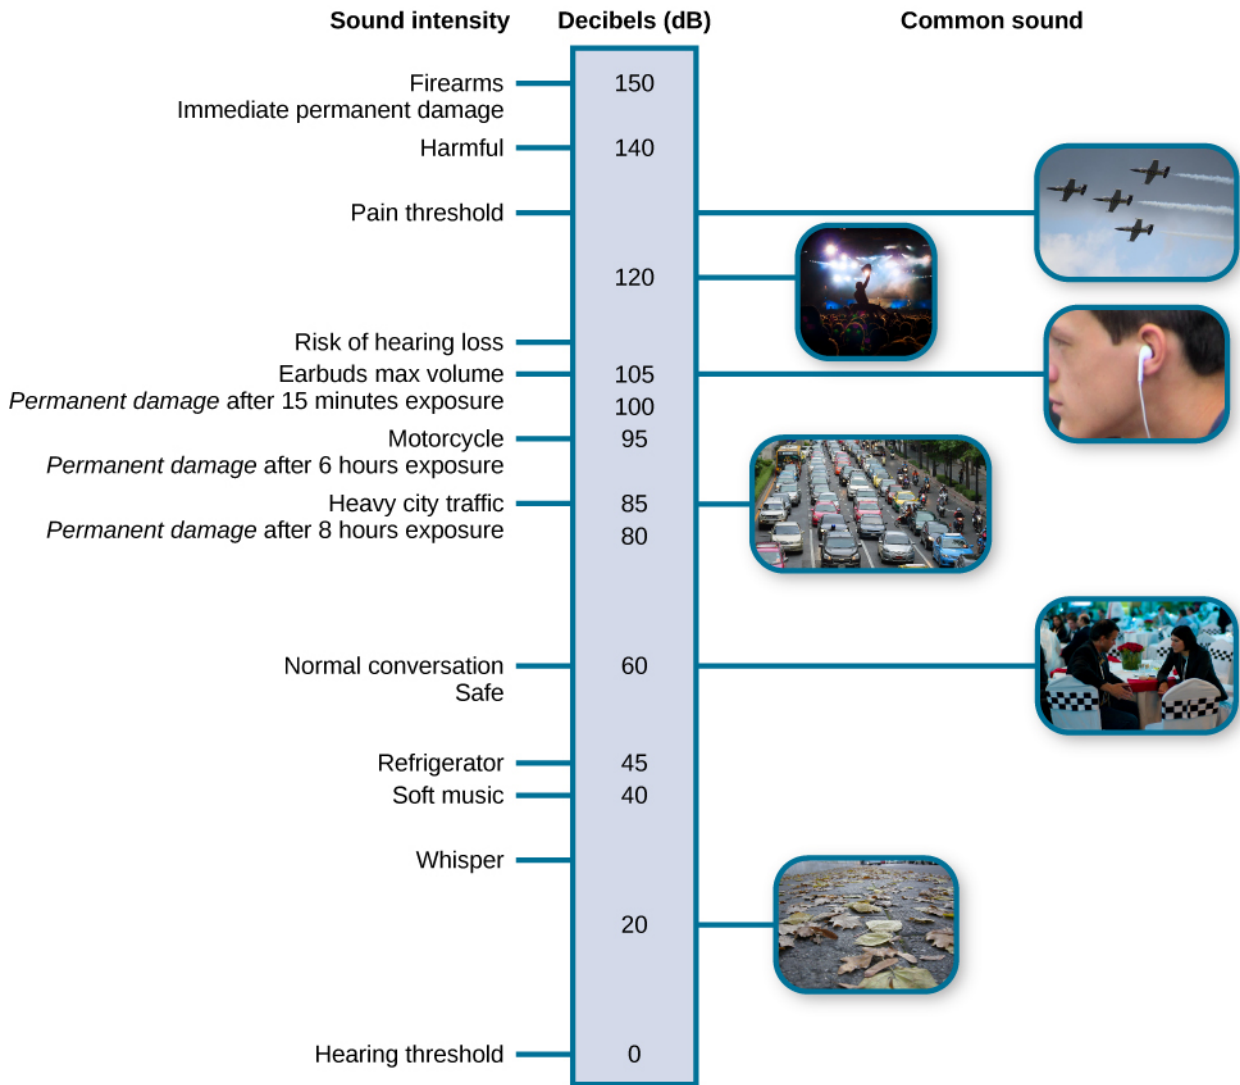 Sound intensity Decibels (dB) Common sound
Firearms 150
Immediate permanent damage
Harmful 140
Pain threshold
120
Risk of hearing loss
Earbuds max volume 105
Permanent damage after 15 minutes exposure 100
Motorcycle 95
Permanent damage after 6 hours exposure
Heavy city traffic 85
Permanent damage after 8 hours exposure 80
Normal conversation 60
Safe
Refrigerator 45
Soft music 40
Whisper
20
Hearing threshold 0